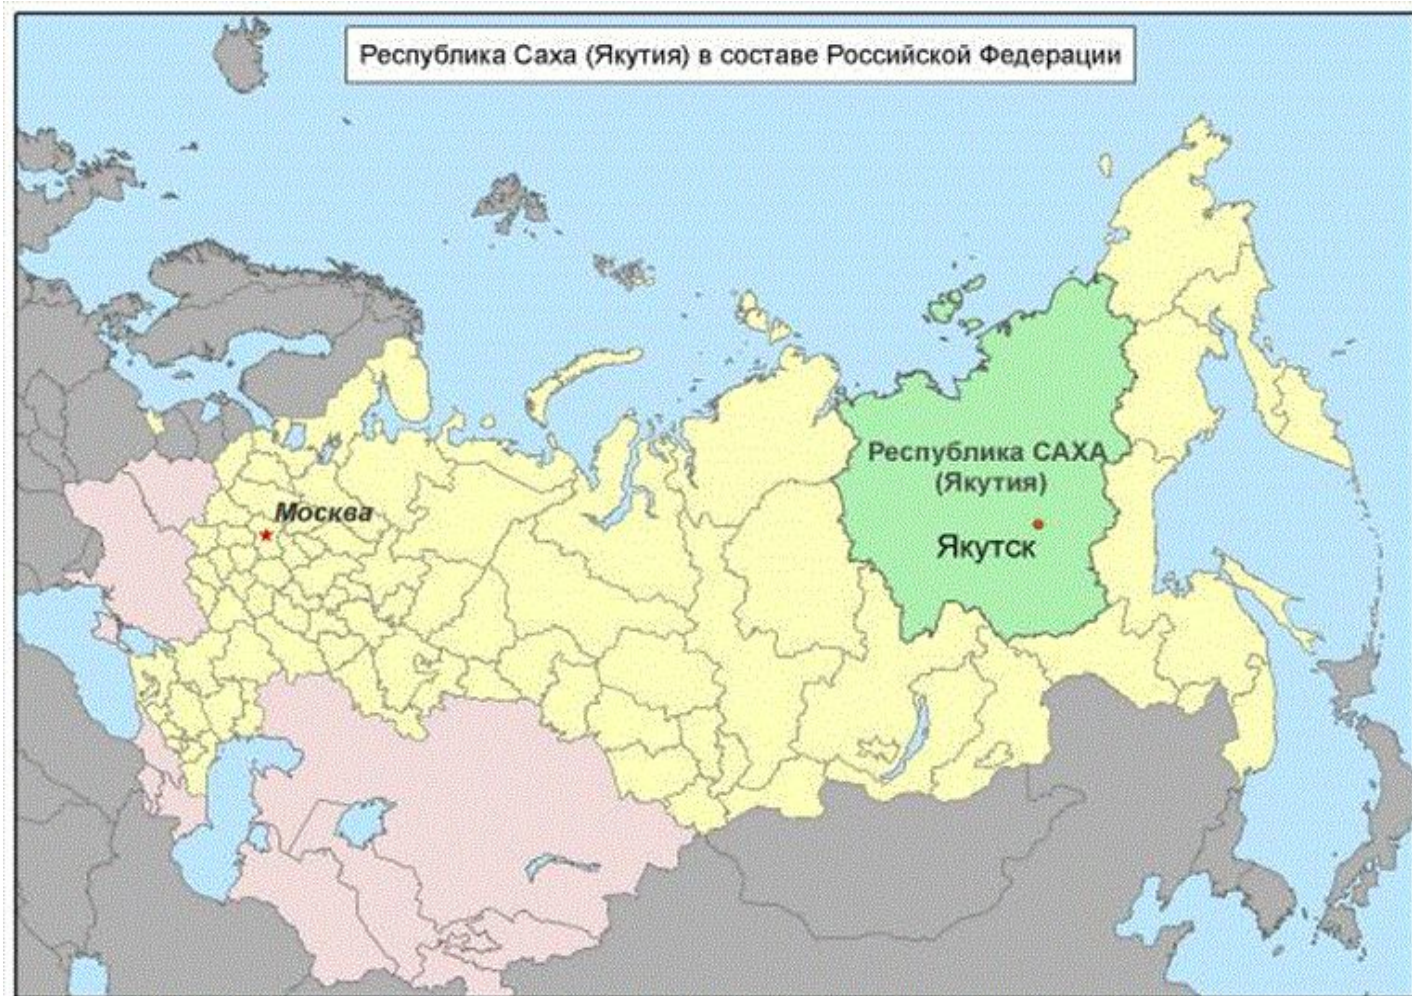 Республика Саха (Якутия) в составе Российской Федерации
Республика САХА
(Якутия)
Москва
Якутск